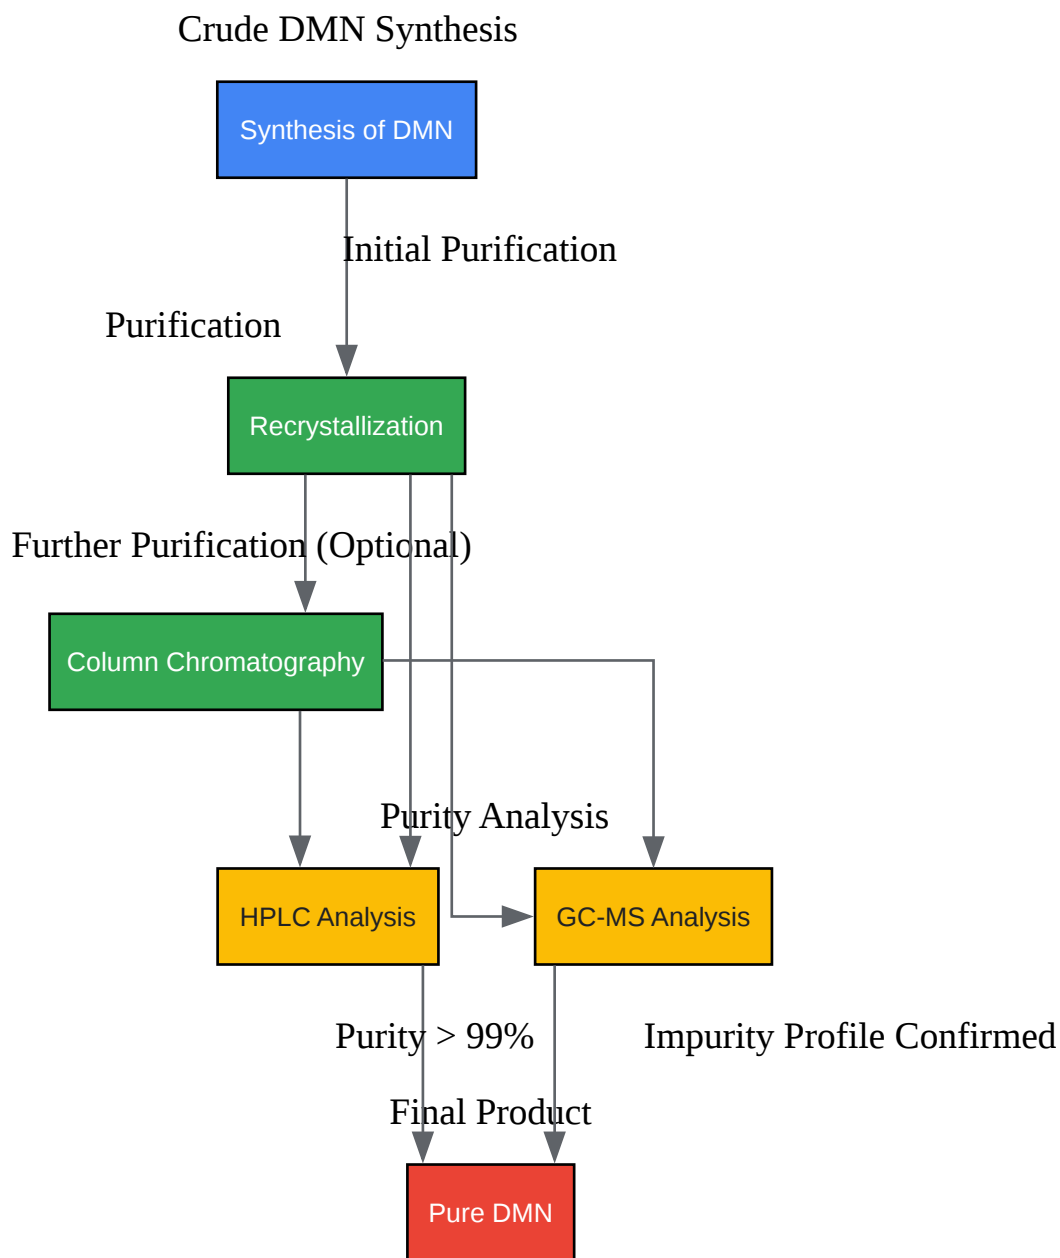 Crude DMN Synthesis
Synthesis of DMN
Initial Purification
Purification
Recrystallization
Further Purification (Optional)
Column Chromatography
Purity Analysis
HPLC Analysis
GC-MS Analysis
Purity > 99%
Impurity Profile Confirmed
Final Product
Pure DMN